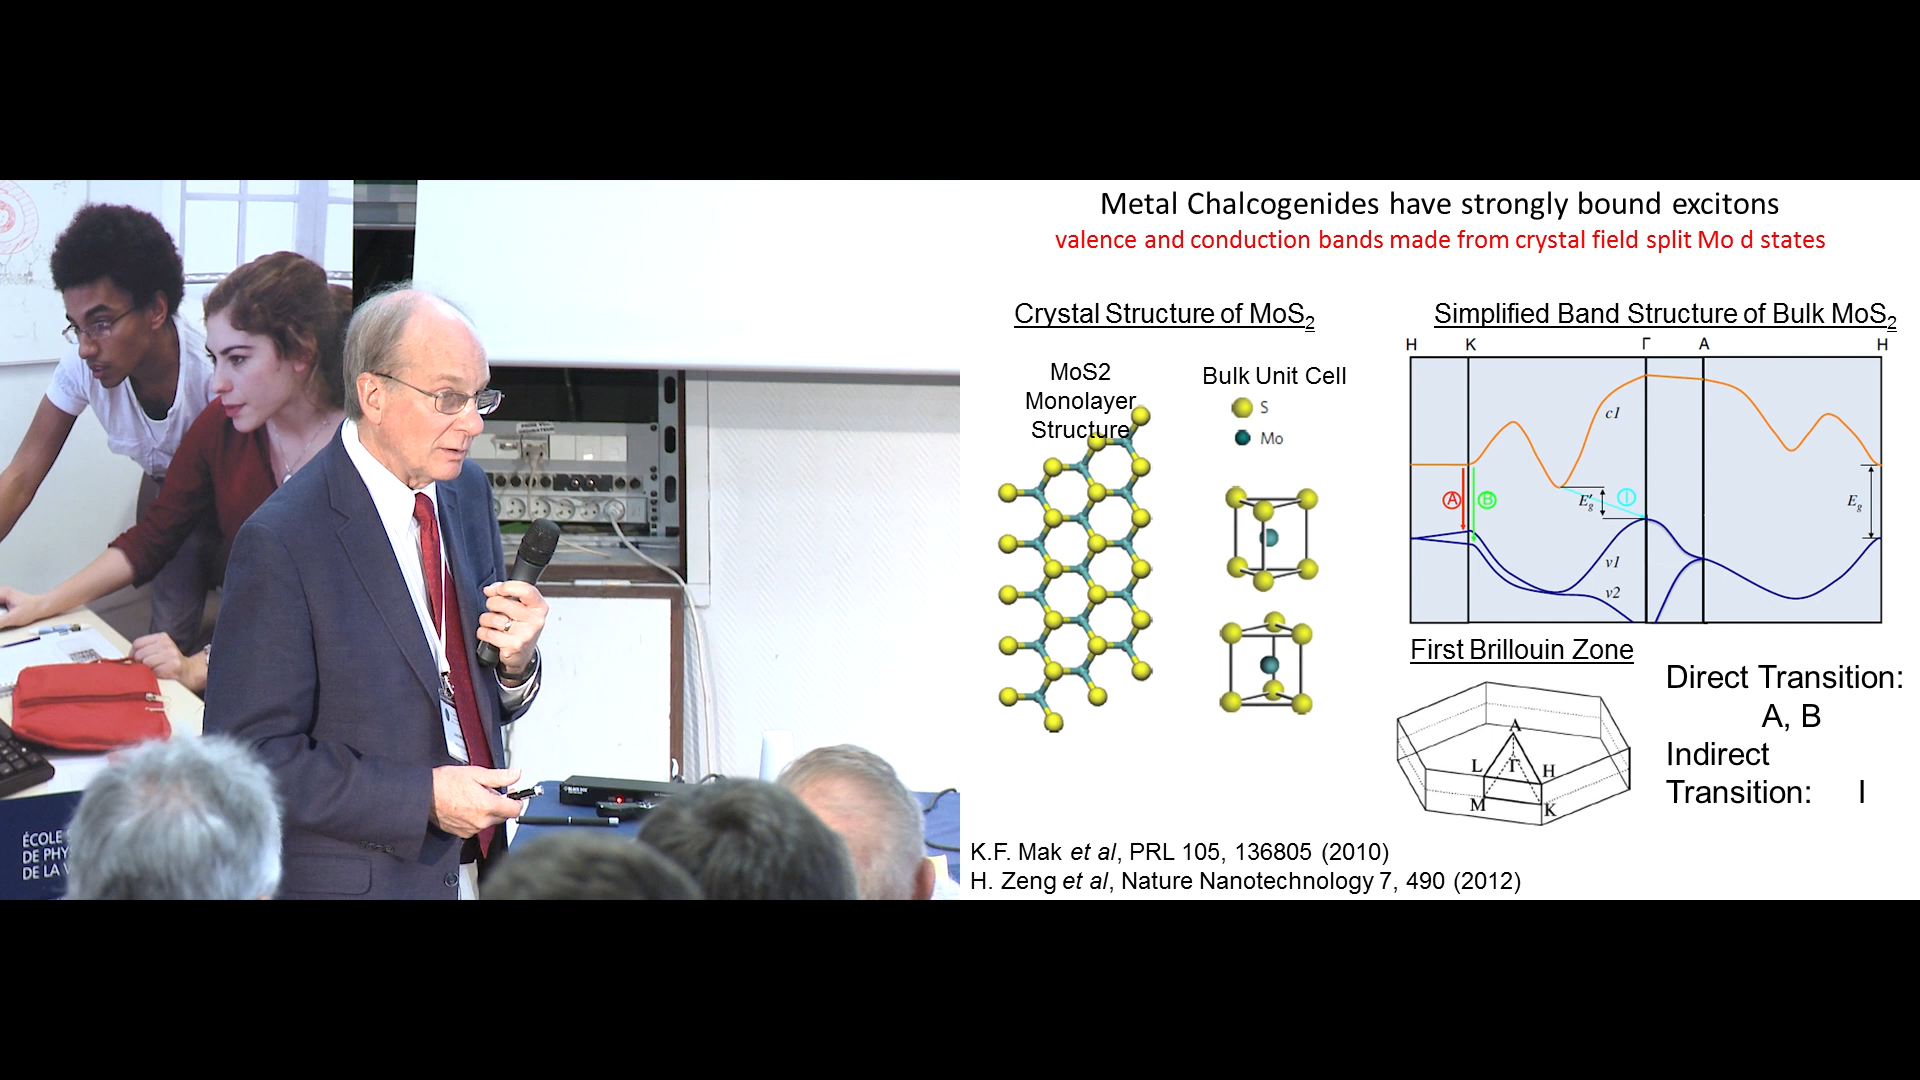 Metal Chalcogenides have strongly bound excitons
valence and conduction bands made from crystal field split Mo d states
Crystal Structure of MoS2
Simplified Band Structure of Bulk MoS2
MoS2
Monolayer
Structure
Bulk Unit Cell
S
Mo
H K Γ A H
c1
A B E'g I Eg
v1
v2
First Brillouin Zone
A
L Γ H
M K
Direct Transition:
A, B
Indirect
Transition: I
K.F. Mak et al, PRL 105, 136805 (2010)
H. Zeng et al, Nature Nanotechnology 7, 490 (2012)
ÉCOLE
DE PHY
DE LA